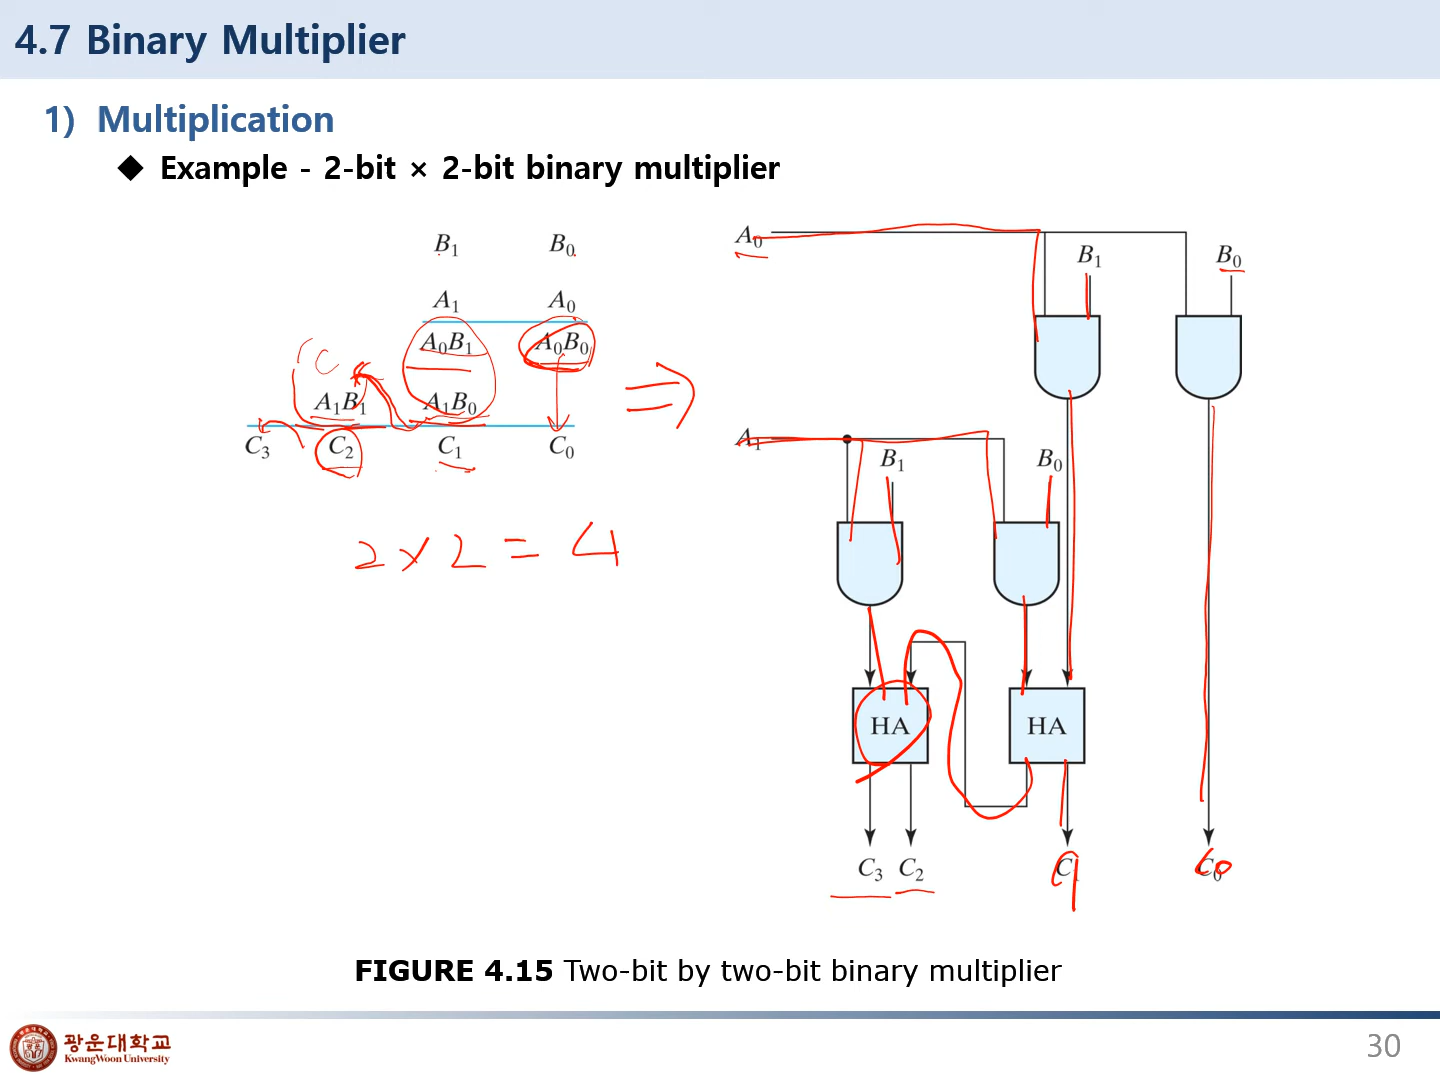 4.7 Binary Multiplier
1) Multiplication
◆ Example - 2-bit × 2-bit binary multiplier
B₁ B₀
A₁ A₀
A₀B₁ A₀B₀
C
A₁B₁ A₁B₀
C₃ C₂ C₁ C₀
2 × 2 = 4
A₀
B₁ B₀
A₁
B₁ B₀
HA HA
C₃ C₂ C₁ C₀
FIGURE 4.15 Two-bit by two-bit binary multiplier
광운대학교
KwangWoon University
30